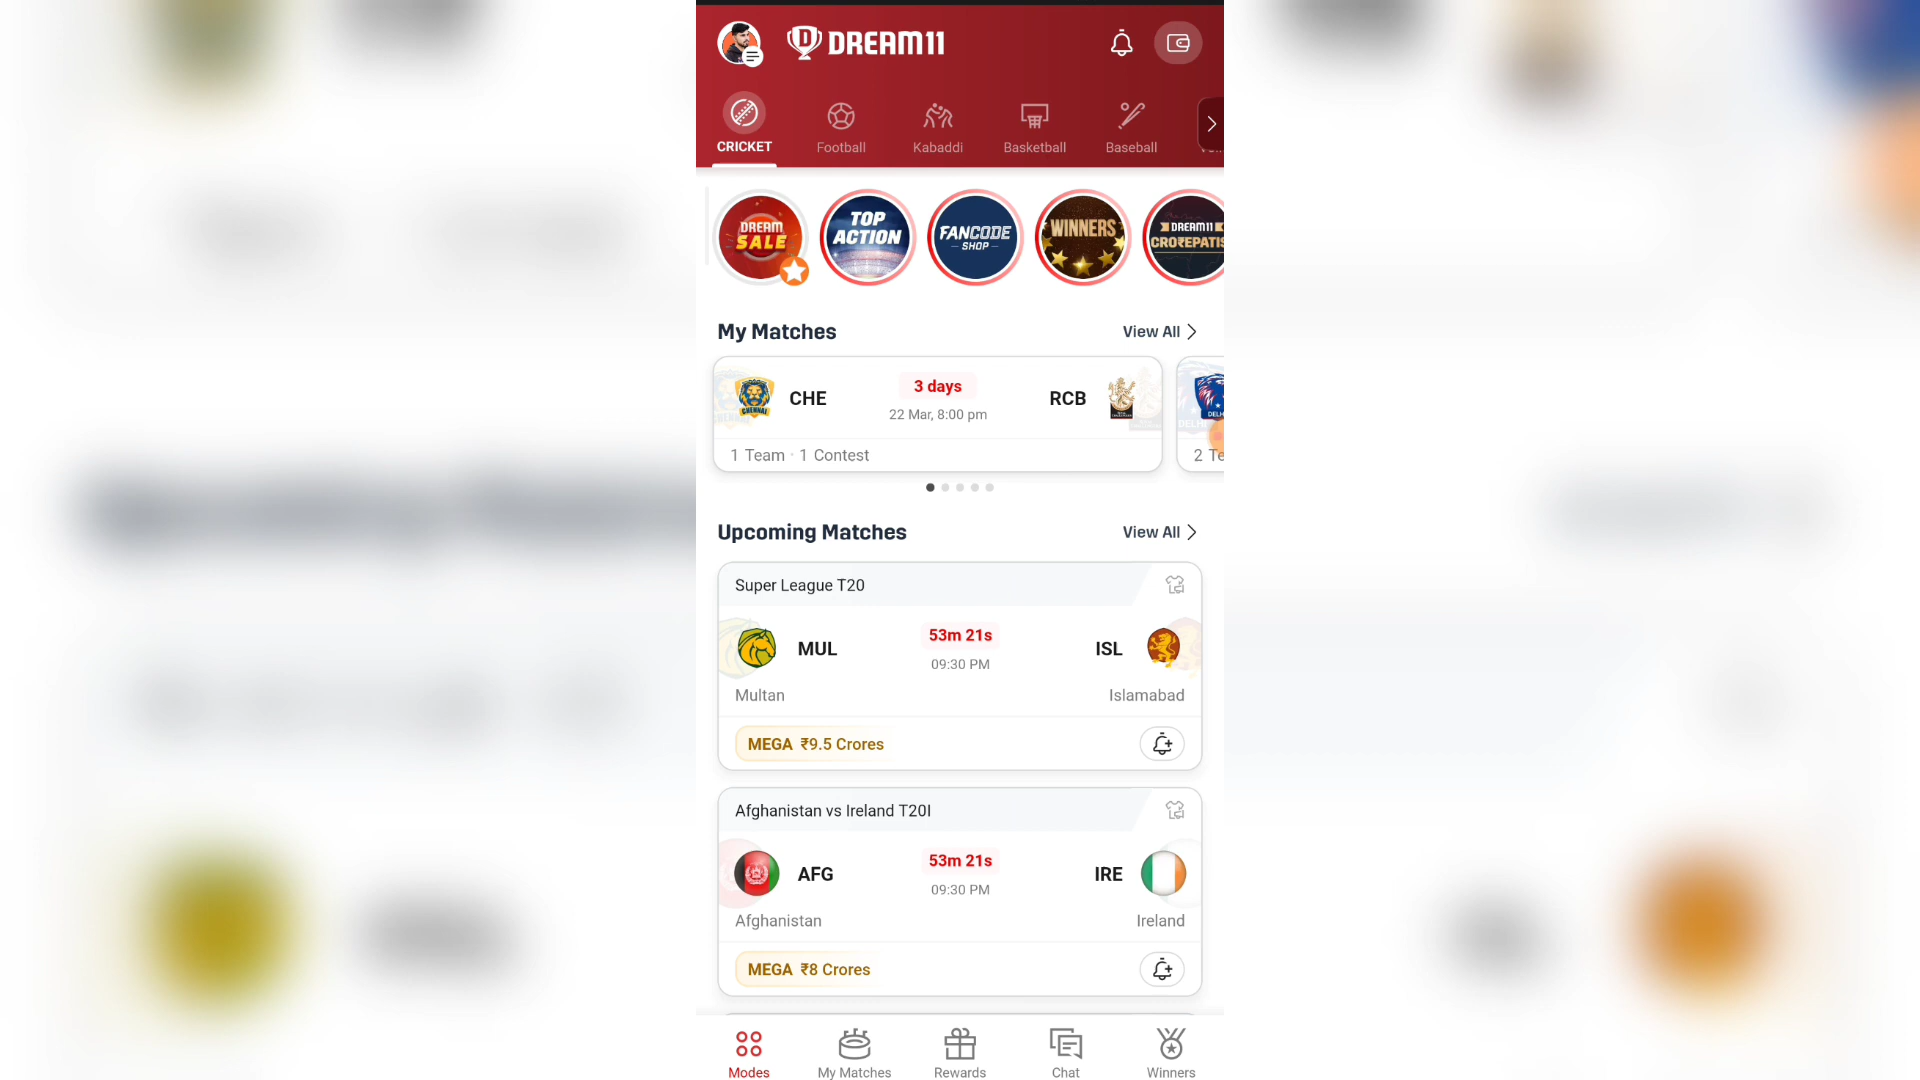 DREAM11
CRICKET
Football
Kabaddi
Basketball
Baseball
DREAM SALE
TOP ACTION
FANCODE SHOP
WINNERS
DREAM11
My Matches
View All
CHE
3 days
22 Mar, 8:00 pm
RCB
CHENNAI
1 Team · 1 Contest
2 Te
Upcoming Matches
View All
Super League T20
MUL
53m 21s
09:30 PM
ISL
Multan
Islamabad
MEGA ₹9.5 Crores
Afghanistan vs Ireland T20I
AFG
53m 21s
09:30 PM
IRE
Afghanistan
Ireland
MEGA ₹8 Crores
Modes
My Matches
Rewards
Chat
Winners